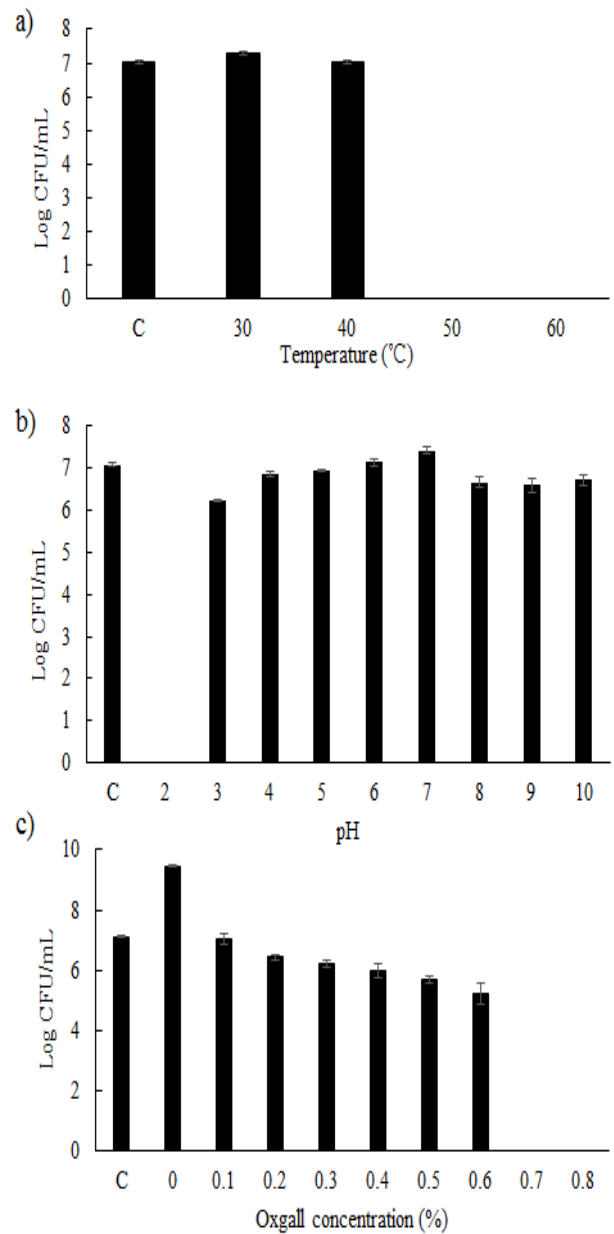 a)
8
7
6
5
4
3
2
1
0
Log CFU/mL
C 30 40 50 60
Temperature (℃)
b)
8
7
6
5
4
3
2
1
0
Log CFU/mL
C 2 3 4 5 6 7 8 9 10
pH
c)
10
8
6
4
2
0
Log CFU/mL
C 0 0.1 0.2 0.3 0.4 0.5 0.6 0.7 0.8
Oxgall concentration (%)